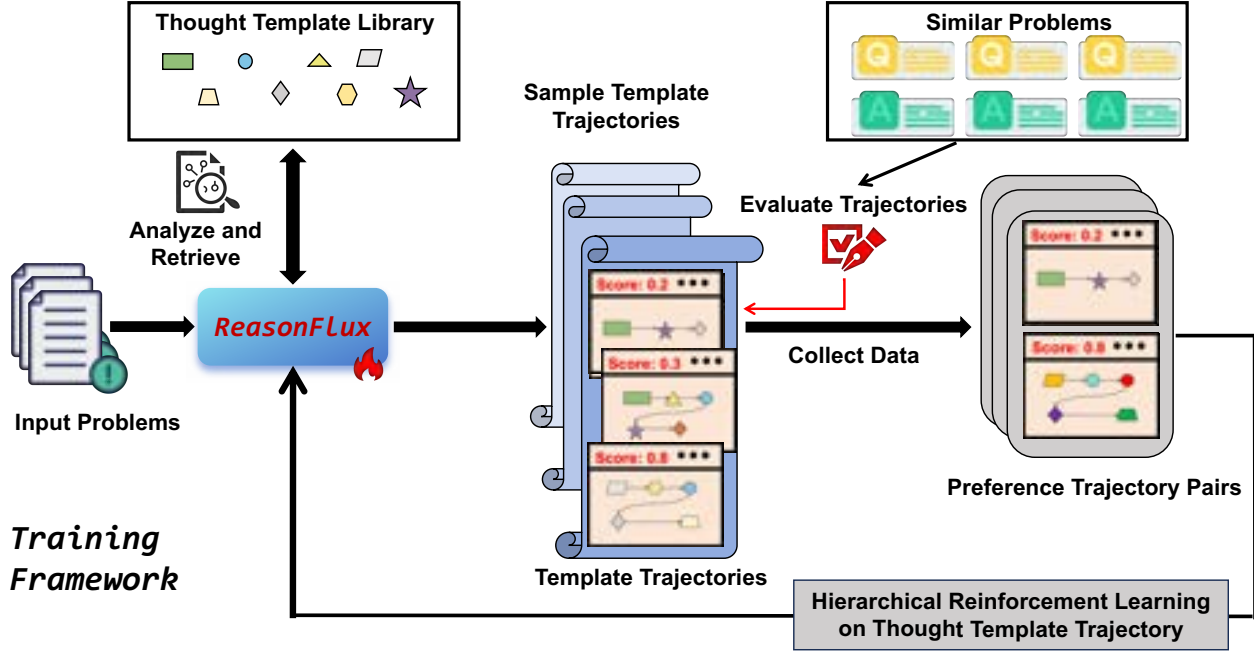 Thought Template Library
Similar Problems
Q Q Q
A A A
Sample Template
Trajectories
Analyze and
Retrieve
Evaluate Trajectories
ReasonFlux
Input Problems
Score: 0.2
Score: 0.3
Score: 0.8
Template Trajectories
Collect Data
Score: 0.2
Score: 0.8
Preference Trajectory Pairs
Training
Framework
Hierarchical Reinforcement Learning
on Thought Template Trajectory